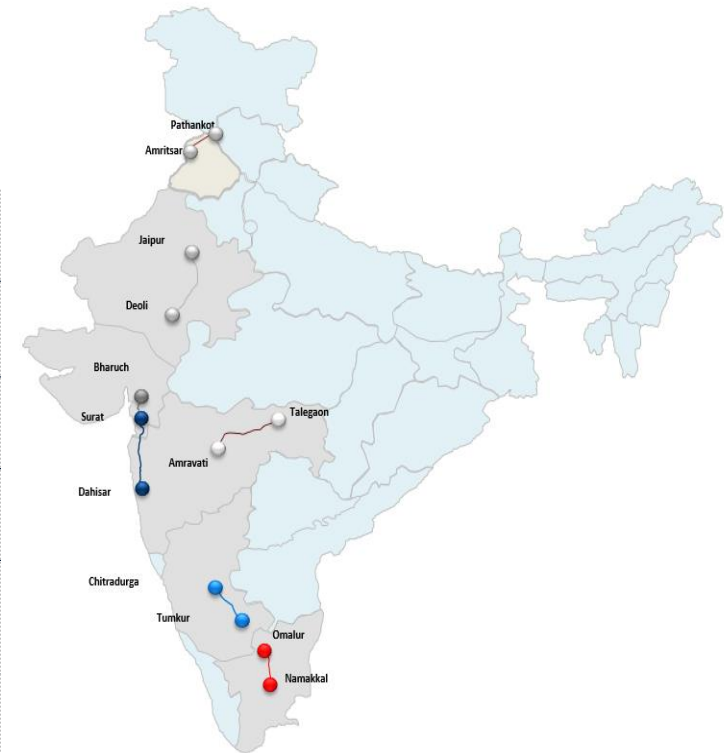 Pathankot
Amritsar
Jaipur
Deoli
Bharuch
Surat
Talegaon
Amravati
Dahisar
Chitradurga
Tumkur
Omalur
Namakkal